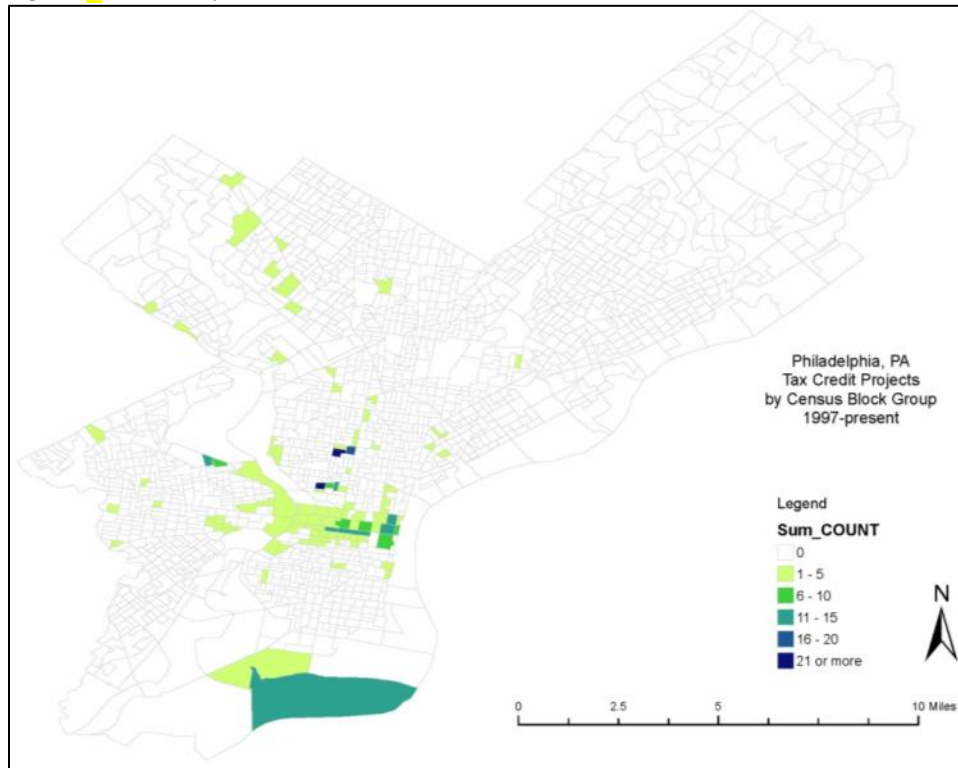 Philadelphia, PA
Tax Credit Projects
by Census Block Group
1997-present
Legend
Sum_COUNT
0
1 - 5
6 - 10
11 - 15
16 - 20
21 or more
N
0 2.5 5 10 Miles